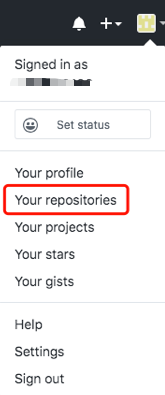 Signed in as
Set status
Your profile
Your repositories
Your projects
Your stars
Your gists
Help
Settings
Sign out